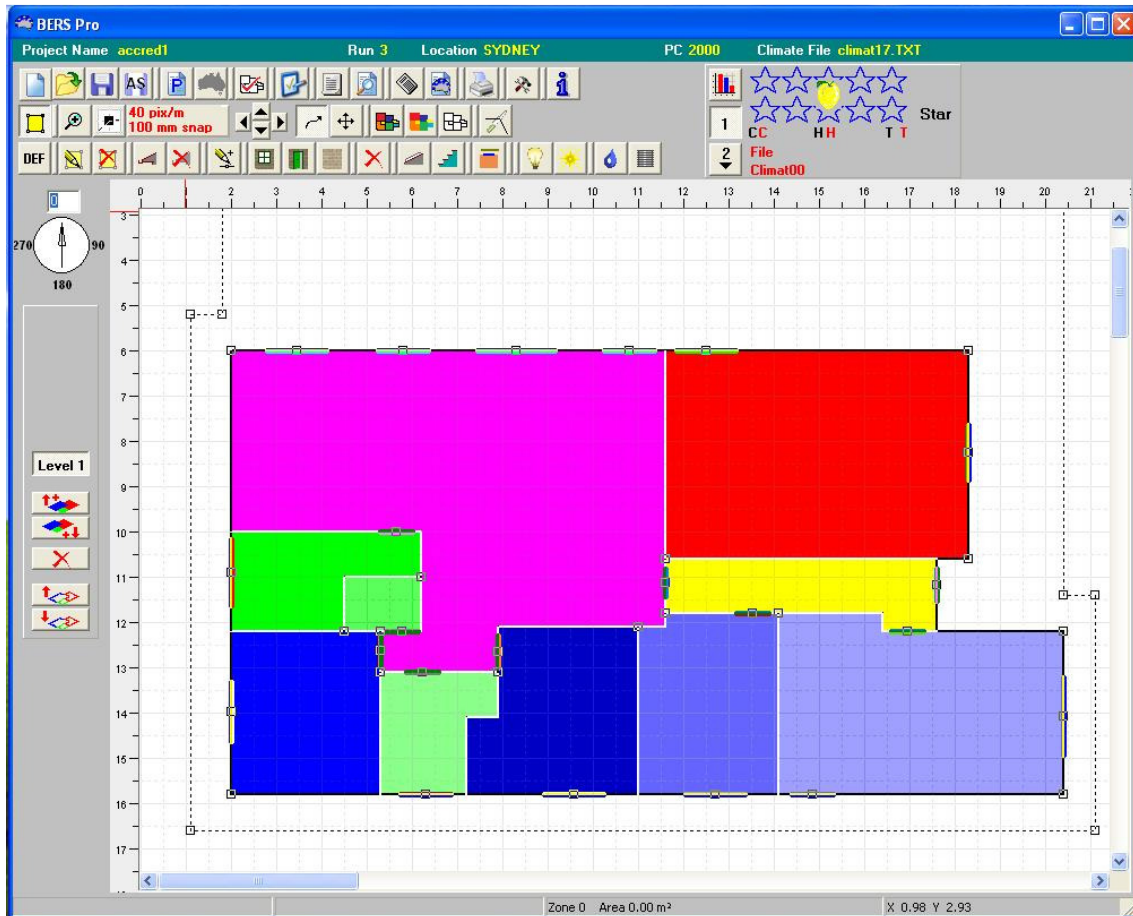 BERS Pro
Project Name accred1 Run 3 Location SYDNEY PC 2000 Climate File climat17.TXT
AS P i
40 pix/m
100 mm snap
1 Star
CC HH TT
DEF 2 File
Climat00
0 1 2 3 4 5 6 7 8 9 10 11 12 13 14 15 16 17 18 19 20 21
0
270 90
180
3
4
5
6
7
8
9
10
11
12
13
14
15
16
17
Level 1
Zone 0 Area 0.00 m² X 0.98 Y 2.93